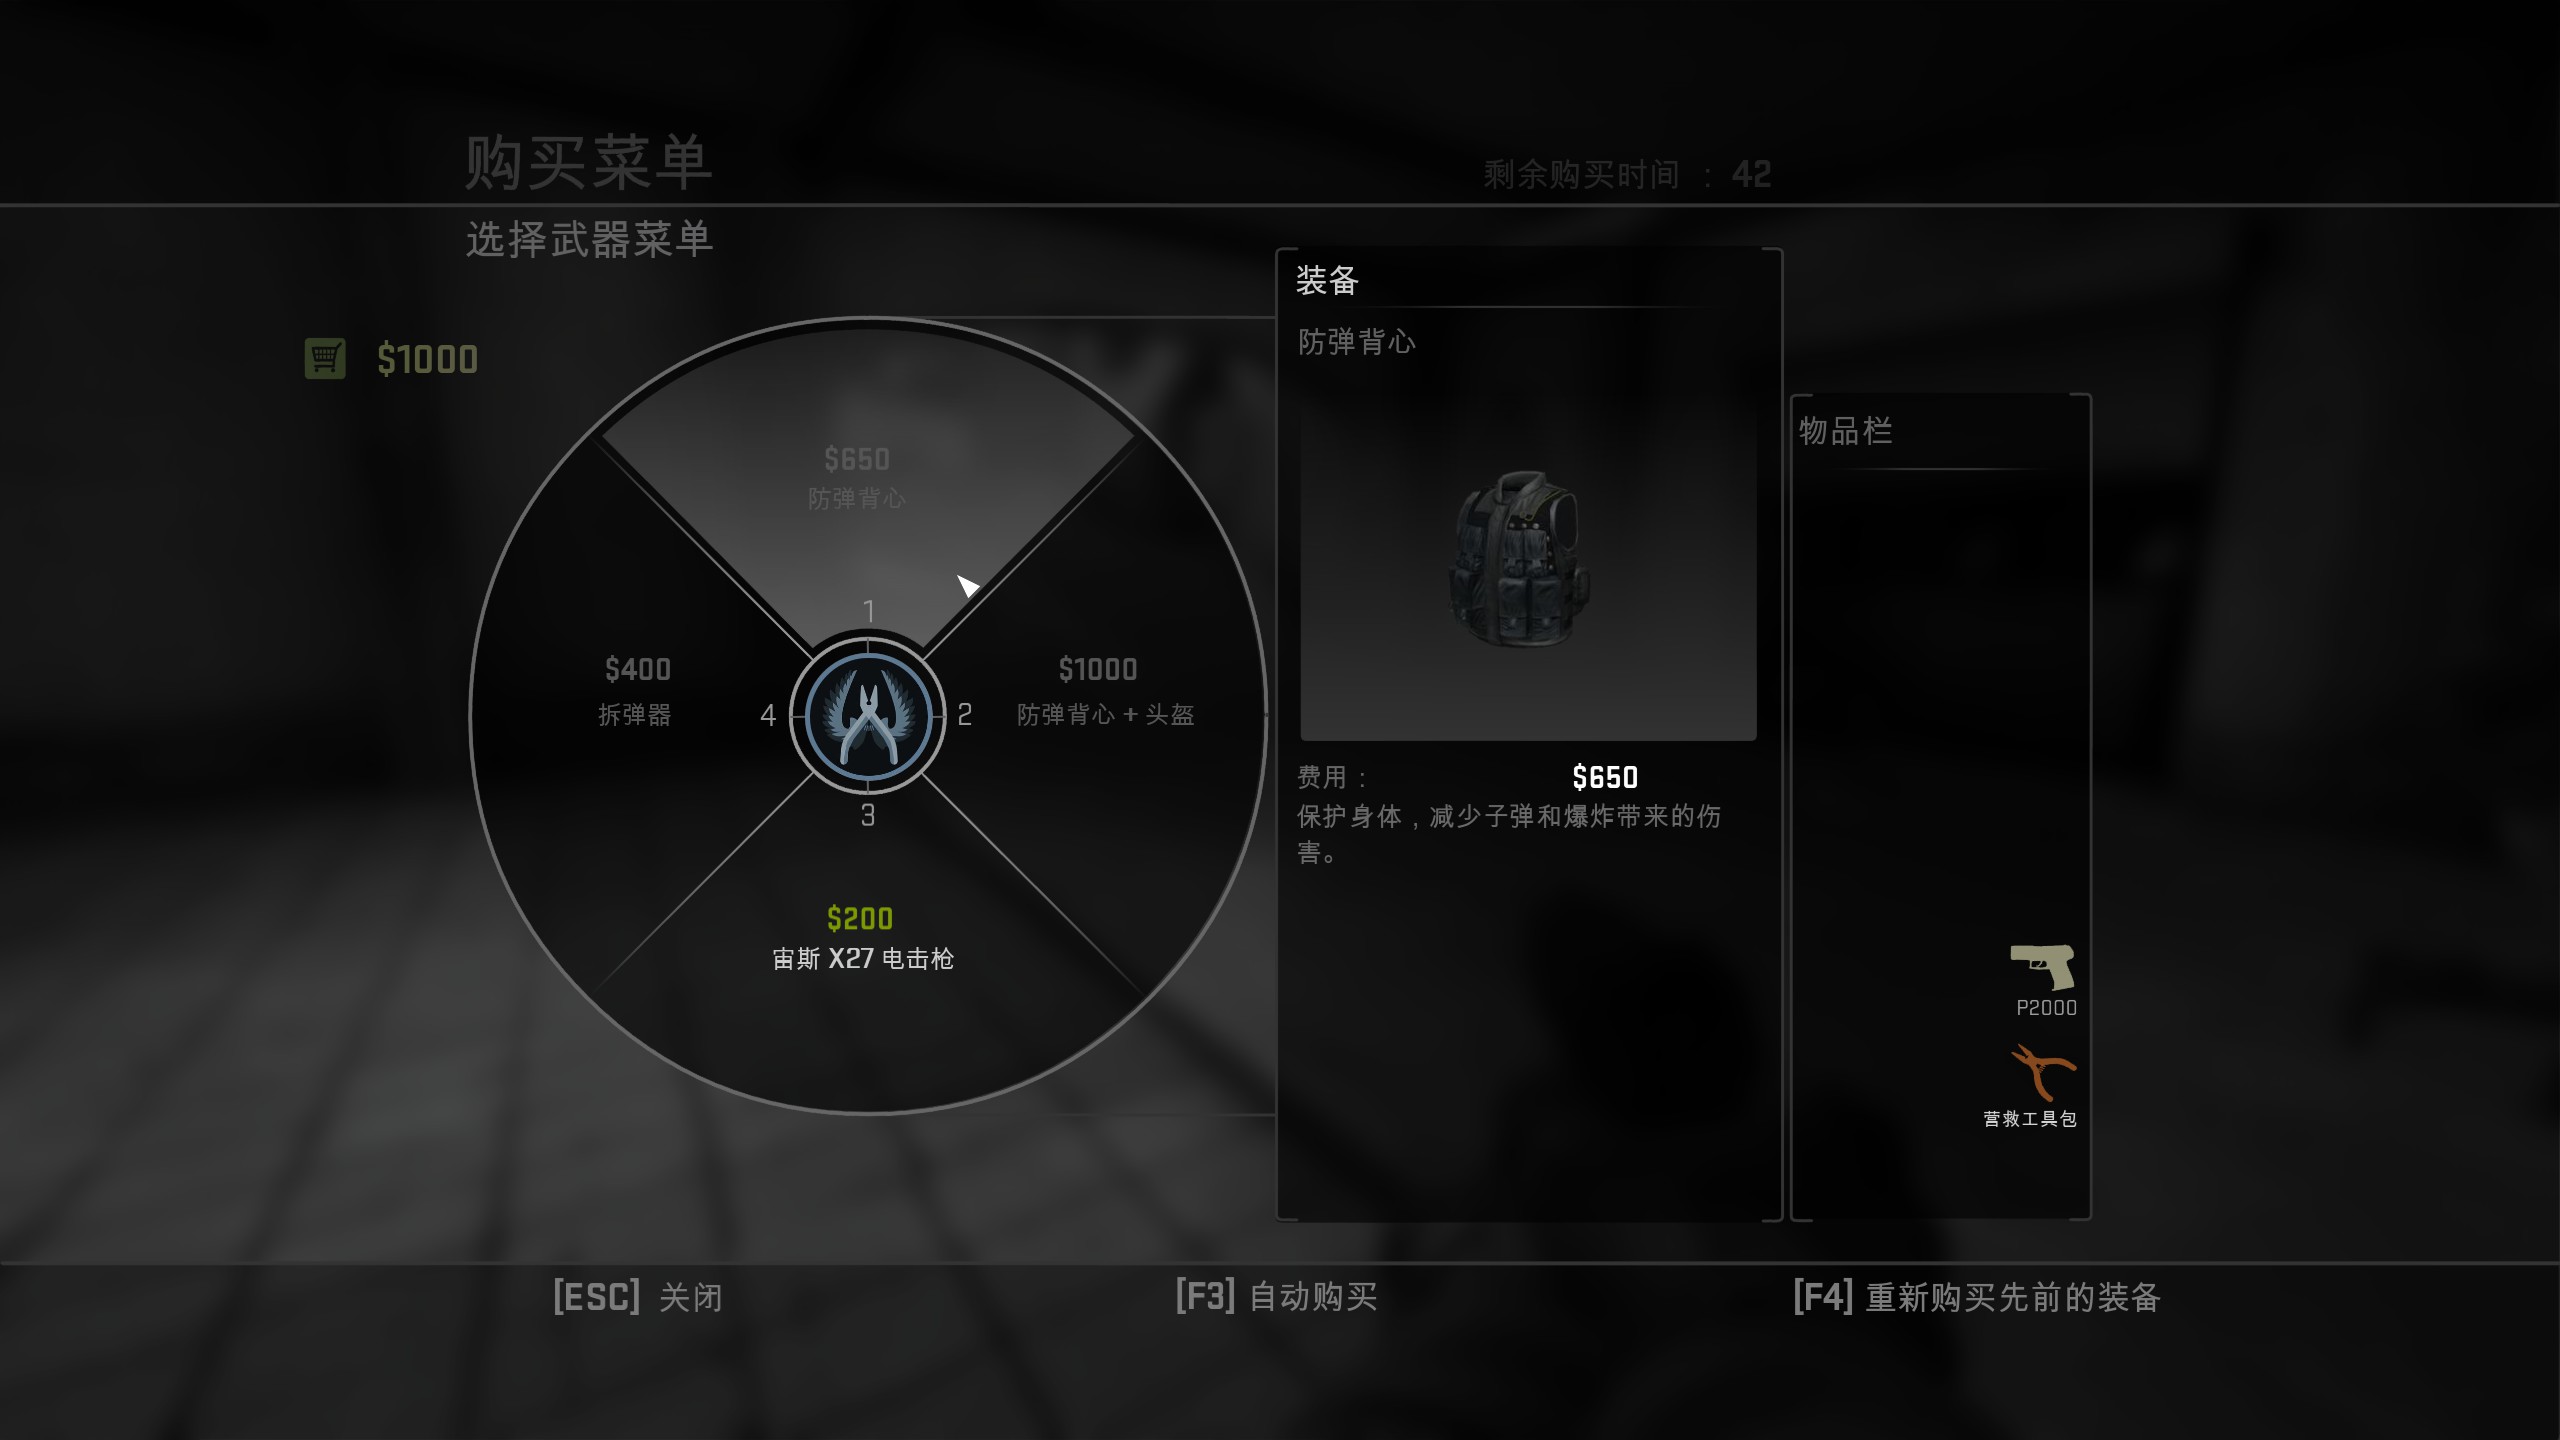 购买菜单
剩余购买时间 : 42
选择武器菜单
$1000
$650
防弹背心
1
$400
拆弹器
4
2
$1000
防弹背心 + 头盔
3
$200
宙斯 X27 电击枪
装备
防弹背心
费用 : $650
保护身体，减少子弹和爆炸带来的伤
害。
物品栏
P2000
营救工具包
[ESC] 关闭
[F3] 自动购买
[F4] 重新购买先前的装备